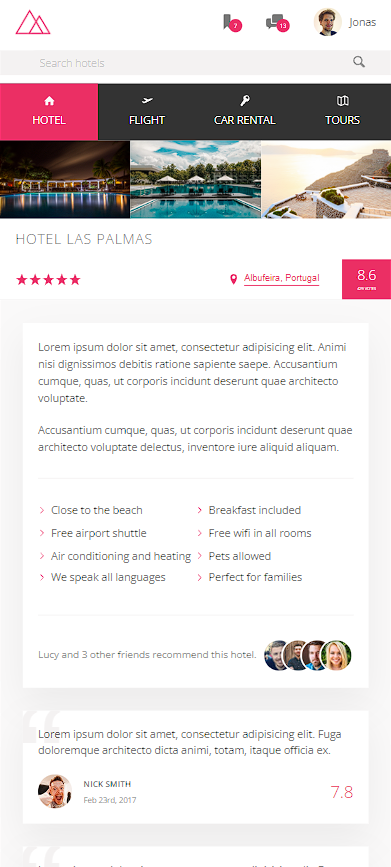 7
13
Jonas
Search hotels
HOTEL
FLIGHT
CAR RENTAL
TOURS
HOTEL LAS PALMAS
Albufeira, Portugal
8.6
Lorem ipsum dolor sit amet, consectetur adipisicing elit. Animi
nisi dignissimos debitis ratione sapiente saepe. Accusantium
cumque, quas, ut corporis incidunt deserunt quae architecto
voluptate.
Accusantium cumque, quas, ut corporis incidunt deserunt quae
architecto voluptate delectus, inventore iure aliquid aliquam.
Close to the beach
Breakfast included
Free airport shuttle
Free wifi in all rooms
Air conditioning and heating
Pets allowed
We speak all languages
Perfect for families
Lucy and 3 other friends recommend this hotel.
“
Lorem ipsum dolor sit amet, consectetur adipisicing elit. Fuga
doloremque architecto dicta animi, totam, itaque officia ex.
NICK SMITH
Feb 23rd, 2017
7.8